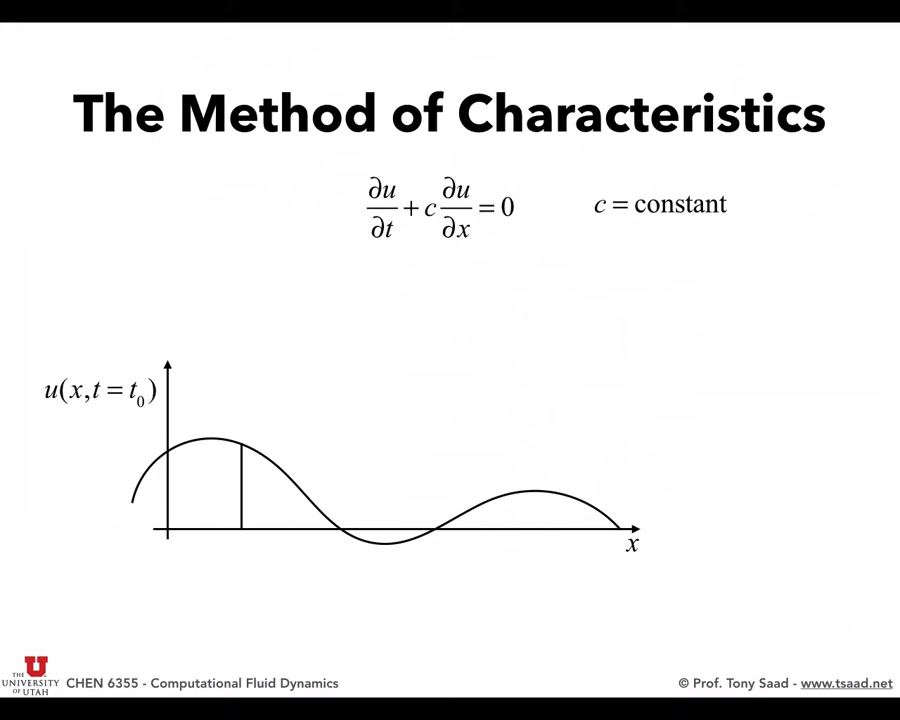 The Method of Characteristics
∂u/∂t + c ∂u/∂x = 0    c = constant
u(x,t = t₀)
x
U
THE UNIVERSITY OF UTAH
CHEN 6355 - Computational Fluid Dynamics
© Prof. Tony Saad - www.tsaad.net